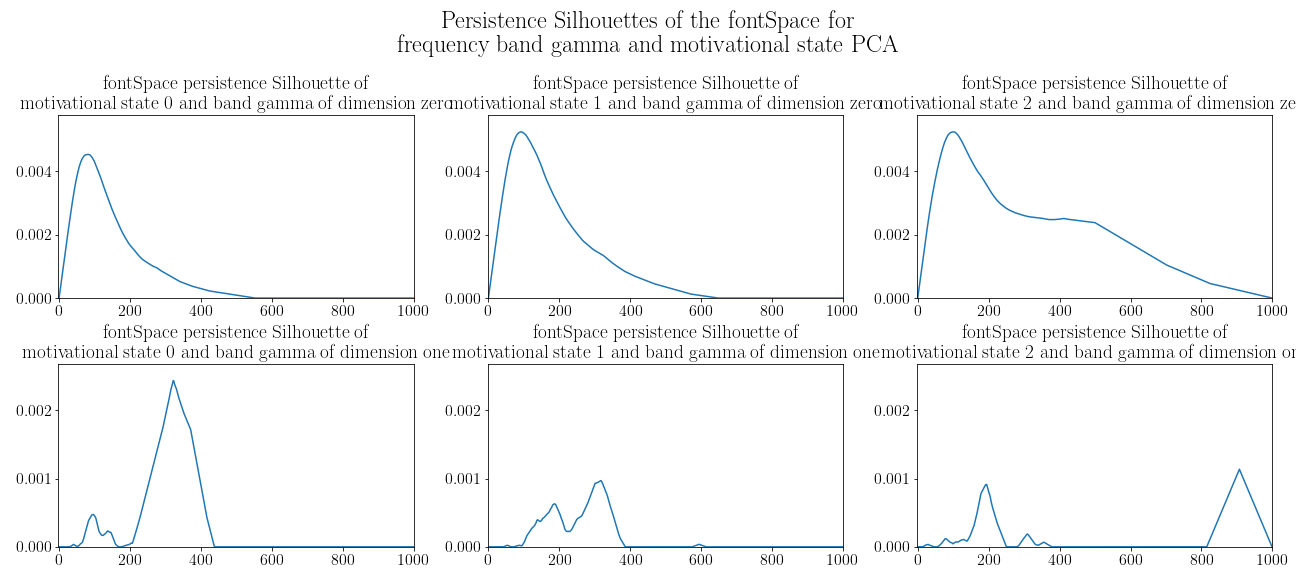 Persistence Silhouettes of the fontSpace for
frequency band gamma and motivational state PCA
fontSpace persistence Silhouette of
motivational state 0 and band gamma of dimension zero
fontSpace persistence Silhouette of
motivational state 1 and band gamma of dimension zero
fontSpace persistence Silhouette of
motivational state 2 and band gamma of dimension ze
0.004
0.002
0.000
0 200 400 600 800 1000
0.004
0.002
0.000
0 200 400 600 800 1000
0.004
0.002
0.000
0 200 400 600 800 1000
fontSpace persistence Silhouette of
motivational state 0 and band gamma of dimension one
fontSpace persistence Silhouette of
motivational state 1 and band gamma of dimension one
fontSpace persistence Silhouette of
motivational state 2 and band gamma of dimension on
0.002
0.001
0.000
0 200 400 600 800 1000
0.002
0.001
0.000
0 200 400 600 800 1000
0.002
0.001
0.000
0 200 400 600 800 1000